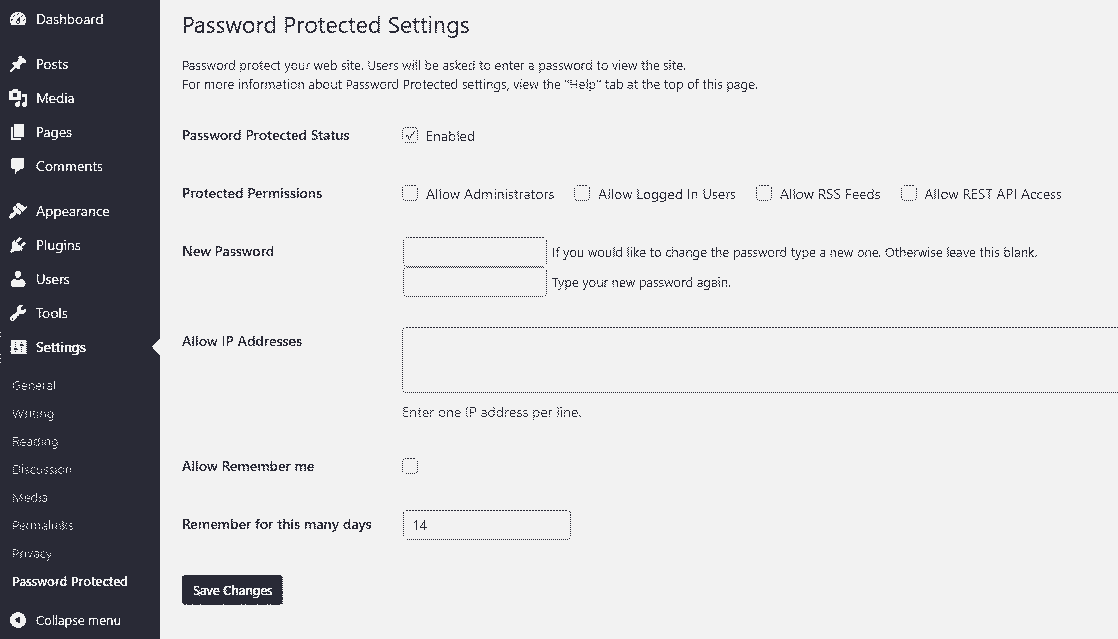 Dashboard
Posts
Media
Pages
Comments
Appearance
Plugins
Users
Tools
Settings
General
Writing
Reading
Discussion
Media
Permalinks
Privacy
Password Protected
Collapse menu
Password Protected Settings
Password protect your web site. Users will be asked to enter a password to view the site.
For more information about Password Protected settings, view the "Help" tab at the top of this page.
Password Protected Status Enabled
Protected Permissions Allow Administrators Allow Logged In Users Allow RSS Feeds Allow REST API Access
New Password If you would like to change the password type a new one. Otherwise leave this blank.
Type your new password again.
Allow IP Addresses
Enter one IP address per line.
Allow Remember me
Remember for this many days 14
Save Changes